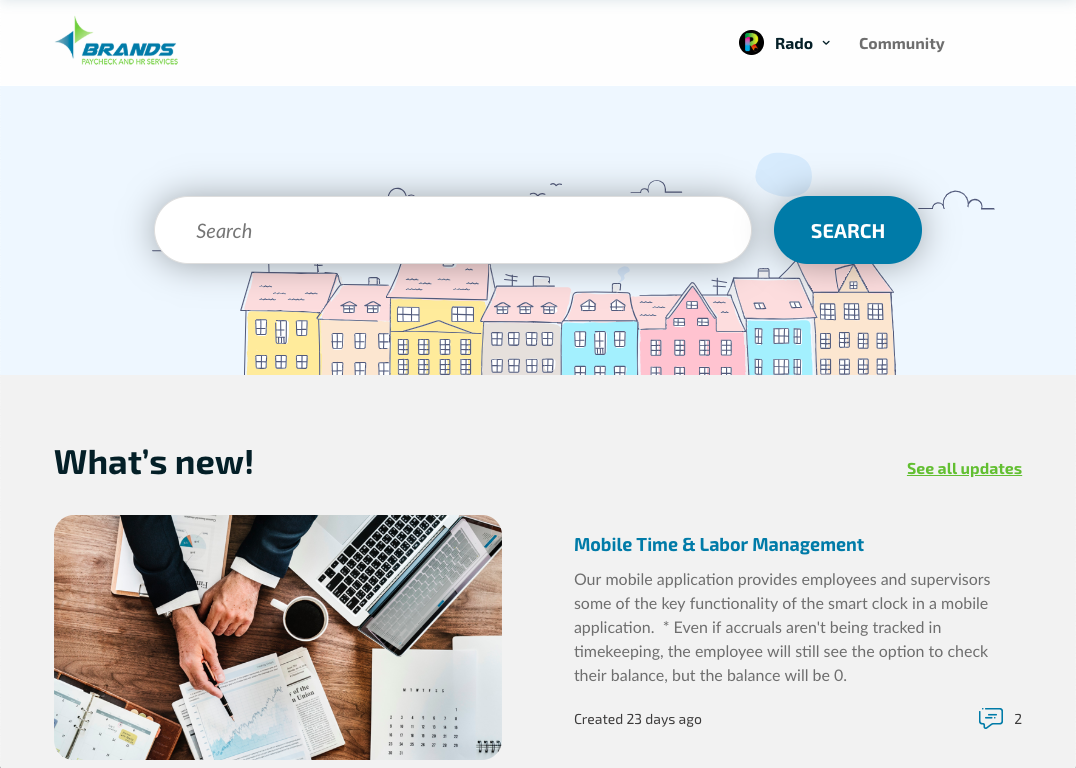 BRANDS
PAYCHECK AND HR SERVICES
Rado
Community
Search
SEARCH
What's new!
See all updates
Mobile Time & Labor Management
Our mobile application provides employees and supervisors
some of the key functionality of the smart clock in a mobile
application.  * Even if accruals aren't being tracked in
timekeeping, the employee will still see the option to check
their balance, but the balance will be 0.
Created 23 days ago
2